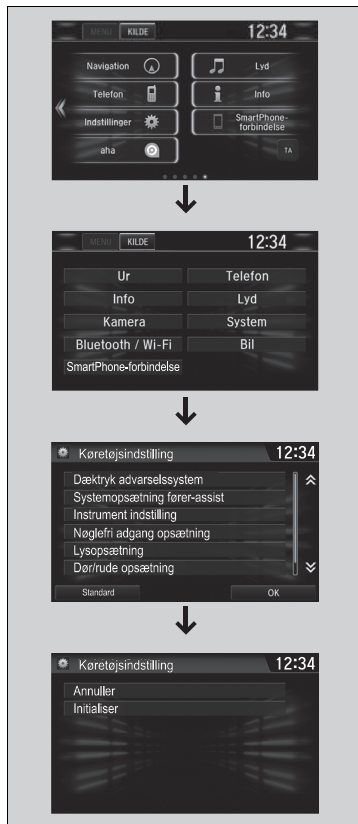 MENU KILDE 12:34
Navigation Lyd
Telefon Info
Indstillinger SmartPhone-
forbindelse
aha TA
MENU KILDE 12:34
Ur Telefon
Info Lyd
Kamera System
Bluetooth / Wi-Fi Bil
SmartPhone-forbindelse
Køretøjsindstilling 12:34
Dæktryk advarselssystem
Systemopsætning fører-assist
Instrument indstilling
Nøglefri adgang opsætning
Lysopsætning
Dør/rude opsætning
Standard OK
Køretøjsindstilling 12:34
Annuller
Initialiser